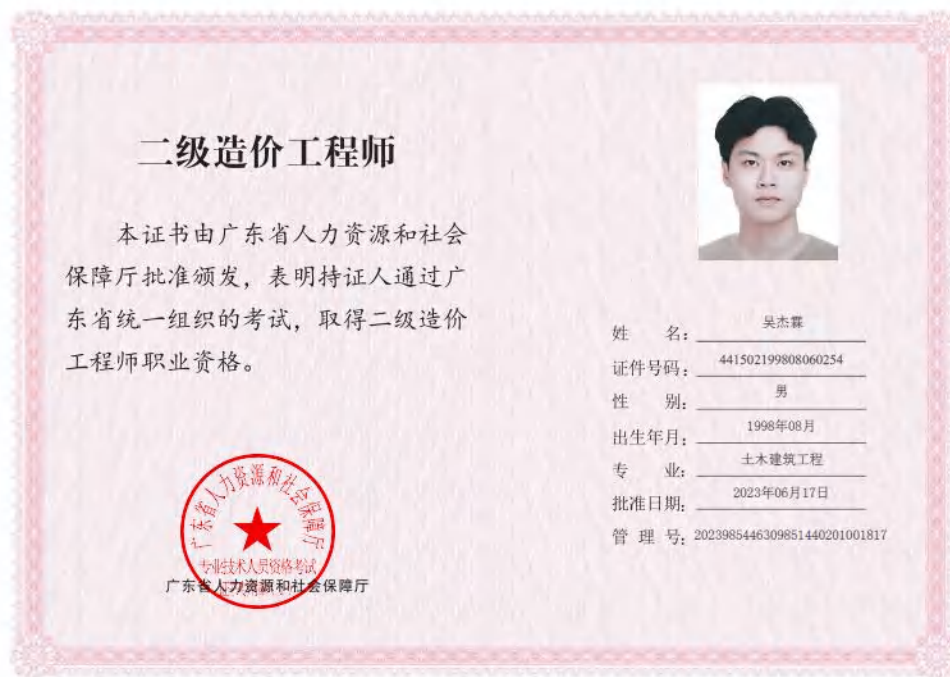 二级造价工程师
本证书由广东省人力资源和社会
保障厅批准颁发，表明持证人通过广
东省统一组织的考试，取得二级造价
工程师职业资格。
姓名：吴杰霖
证件号码：441502199808060254
性别：男
出生年月：1998年08月
专业：土木建筑工程
批准日期：2023年06月17日
管理号：2023985446309851440201001817
广东省人力资源和社会保障厅
专业技术人员资格考试
广东省人力资源和社会保障厅